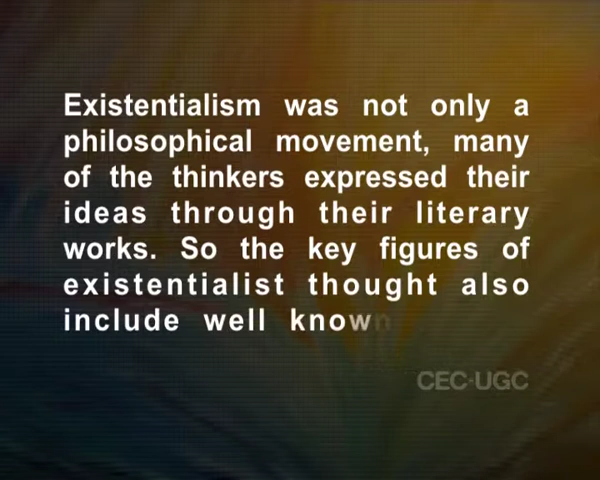 Existentialism was not only a
philosophical movement, many
of the thinkers expressed their
ideas through their literary
works. So the key figures of
existentialist thought also
include well known
CEC-UGC